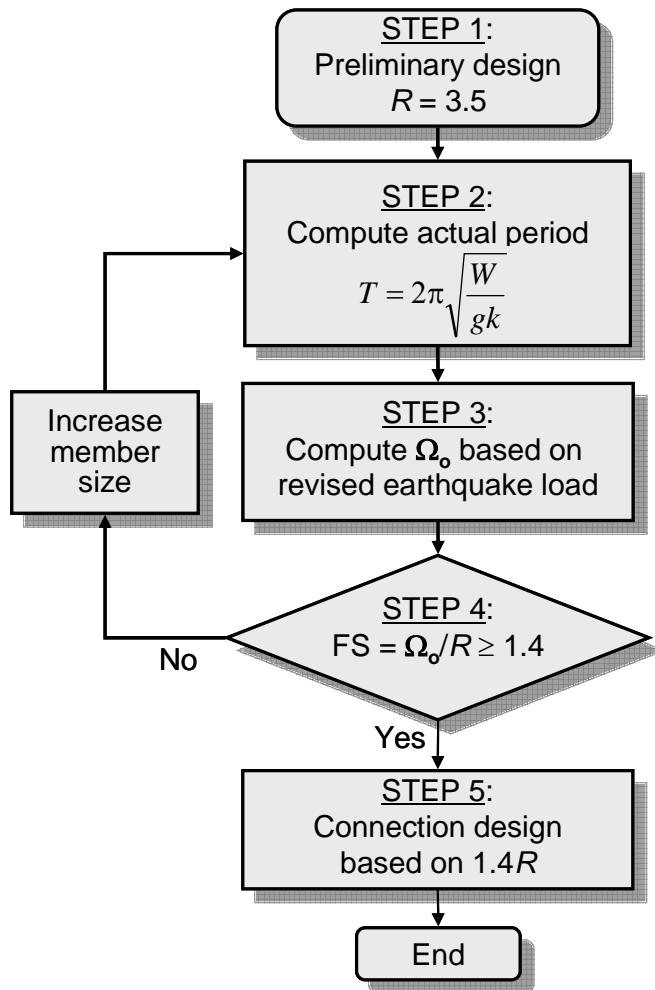 STEP 1:
Preliminary design
R = 3.5
STEP 2:
Compute actual period
T = 2π√(W/gk)
STEP 3:
Compute Ωₒ based on
revised earthquake load
Increase
member
size
STEP 4:
FS = Ωₒ/R ≥ 1.4
No
Yes
STEP 5:
Connection design
based on 1.4R
End